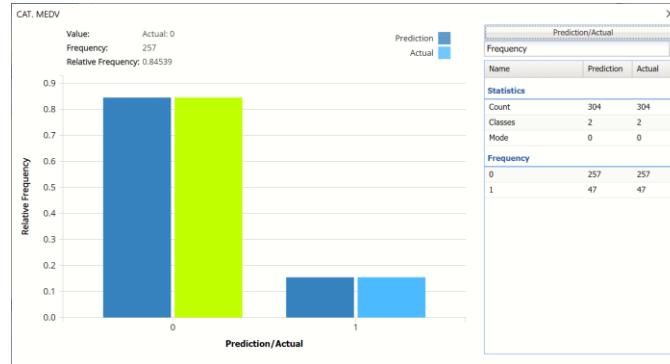 CAT. MEDV
Value: Actual: 0
Frequency: 257
Relative Frequency: 0.84539
Prediction
Actual
0.9
0.8
0.7
0.6
0.5
0.4
0.3
0.2
0.1
0.0
Relative Frequency
0 1
Prediction/Actual
Prediction/Actual
Frequency
Name Prediction Actual
Statistics
Count 304 304
Classes 2 2
Mode 0 0
Frequency
0 257 257
1 47 47